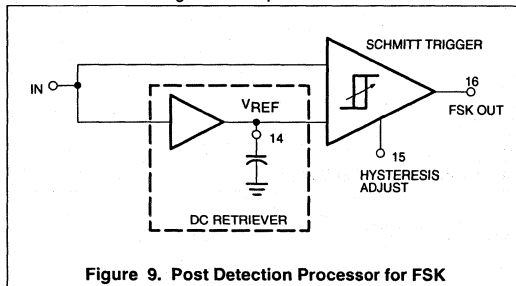 SCHMITT TRIGGER
IN
VREF
14
16
FSK OUT
15
HYSTERESIS
ADJUST
DC RETRIEVER
Figure 9. Post Detection Processor for FSK